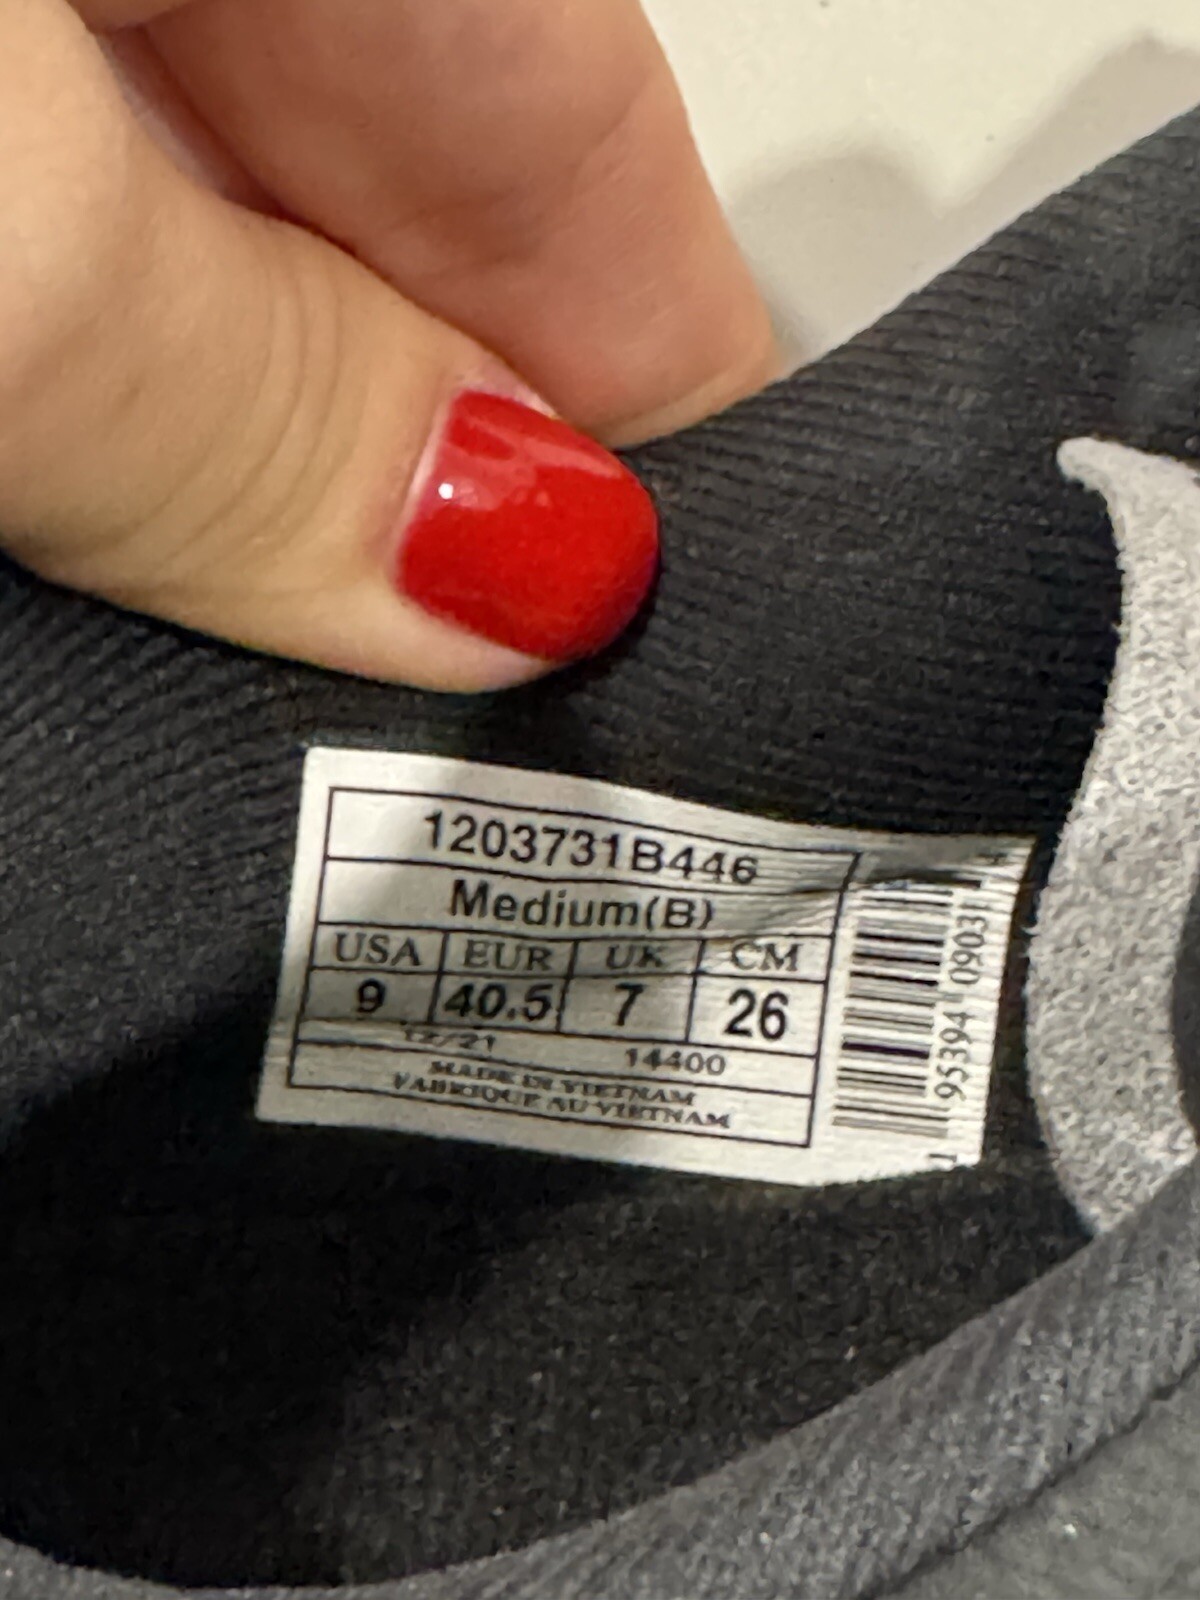 1203731B446
Medium(B)
USA EUR UK CM
9 40.5 7 26
12/21 14400
MADE IN VIETNAM
FABRIQUE AU VIETNAM
1 95394 09031